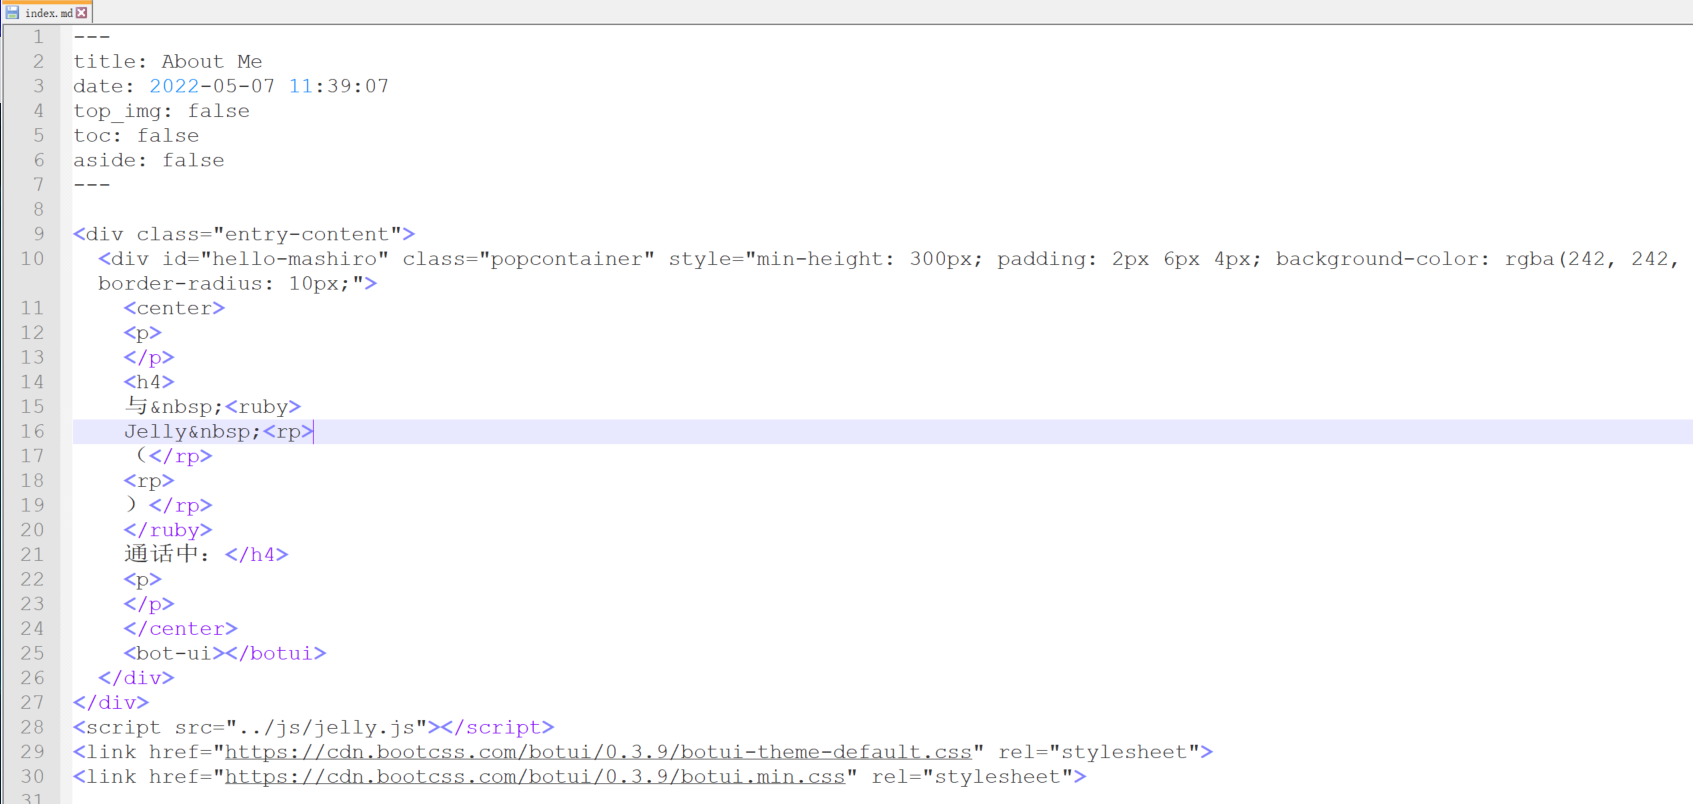 index.md
1 ---
2 title: About Me
3 date: 2022-05-07 11:39:07
4 top_img: false
5 toc: false
6 aside: false
7 ---
8
9 <div class="entry-content">
10 <div id="hello-mashiro" class="popcontainer" style="min-height: 300px; padding: 2px 6px 4px; background-color: rgba(242, 242,
border-radius: 10px;">
11 <center>
12 <p>
13 </p>
14 <h4>
15 与&nbsp;<ruby>
16 Jelly&nbsp;<rp>
17 （</rp>
18 <rp>
19 ）</rp>
20 </ruby>
21 通话中：</h4>
22 <p>
23 </p>
24 </center>
25 <bot-ui></botui>
26 </div>
27 </div>
28 <script src="../js/jelly.js"></script>
29 <link href="https://cdn.bootcss.com/botui/0.3.9/botui-theme-default.css" rel="stylesheet">
30 <link href="https://cdn.bootcss.com/botui/0.3.9/botui.min.css" rel="stylesheet">
31